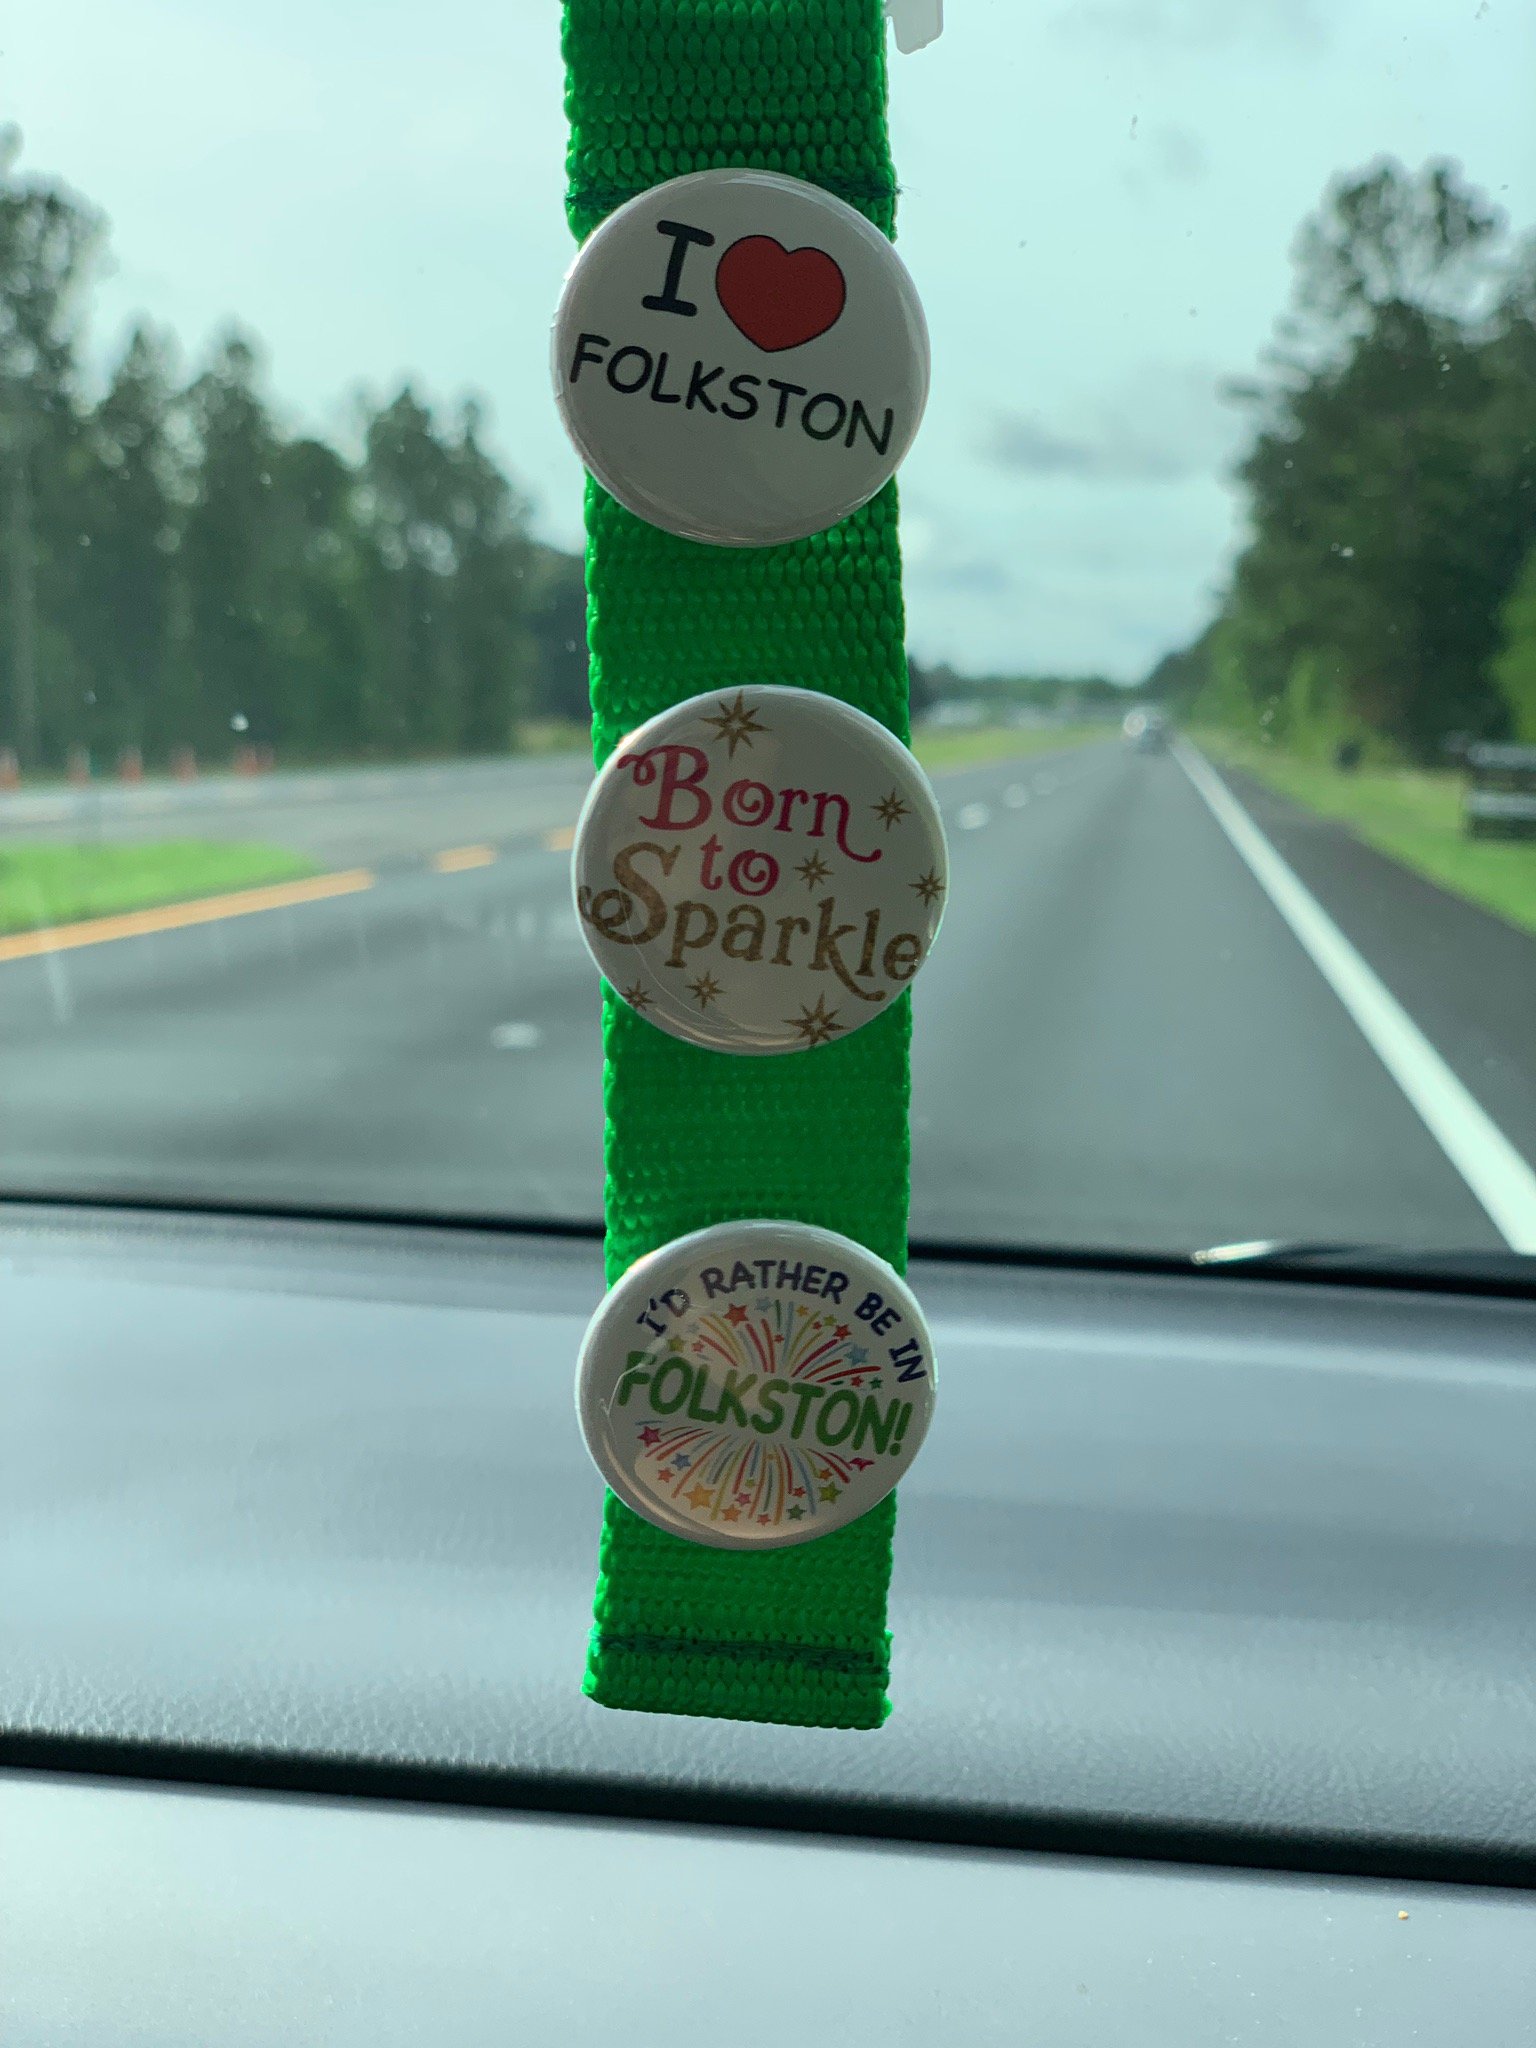 I
FOLKSTON
Born
to
Sparkle
I'D RATHER BE IN
FOLKSTON!